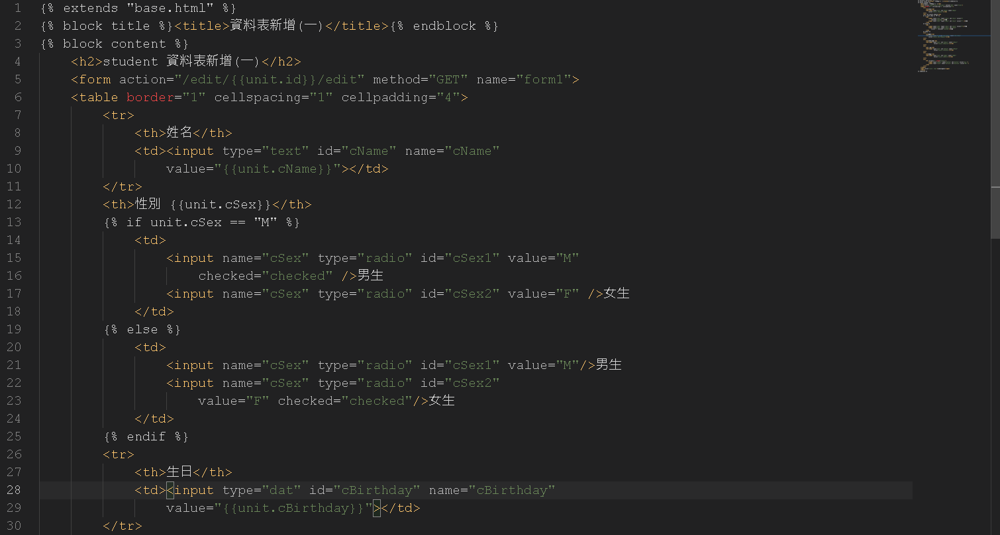 1 {% extends "base.html" %}
2 {% block title %}<title>資料表新增(一)</title>{% endblock %}
3 {% block content %}
4 <h2>student 資料表新增(一)</h2>
5 <form action="/edit/{{unit.id}}/edit" method="GET" name="form1">
6 <table border="1" cellspacing="1" cellpadding="4">
7 <tr>
8 <th>姓名</th>
9 <td><input type="text" id="cName" name="cName"
10 value="{{unit.cName}}"></td>
11 </tr>
12 <th>性別 {{unit.cSex}}</th>
13 {% if unit.cSex == "M" %}
14 <td>
15 <input name="cSex" type="radio" id="cSex1" value="M"
16 checked="checked" />男生
17 <input name="cSex" type="radio" id="cSex2" value="F" />女生
18 </td>
19 {% else %}
20 <td>
21 <input name="cSex" type="radio" id="cSex1" value="M"/>男生
22 <input name="cSex" type="radio" id="cSex2"
23 value="F" checked="checked"/>女生
24 </td>
25 {% endif %}
26 <tr>
27 <th>生日</th>
28 <td><input type="dat" id="cBirthday" name="cBirthday"
29 value="{{unit.cBirthday}}"></td>
30 </tr>